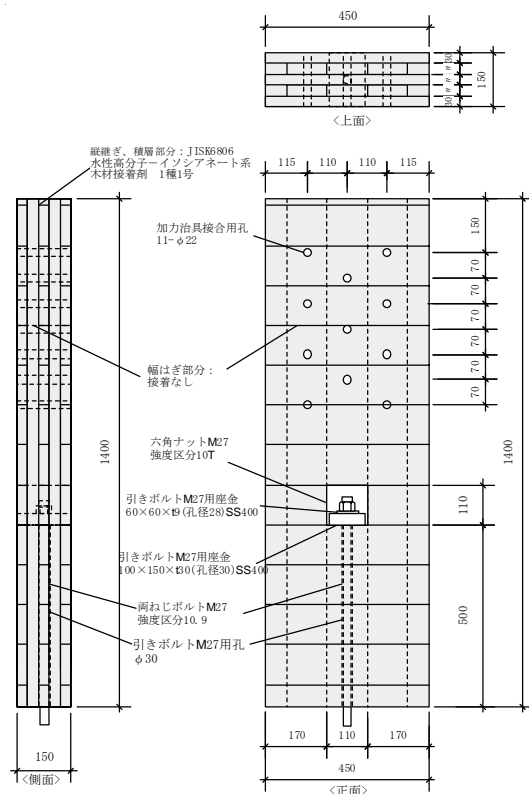 450
30
〃
〃
〃
30
150
<上面>
縦継ぎ、積層部分：JISK6806
水性高分子－イソシアネート系
木材接着剤　1種1号
115
110
110
115
加力治具接合用孔
11-φ22
150
70
70
70
70
70
70
幅はぎ部分：
接着なし
1400
1400
六角ナットM27
強度区分10T
引きボルトM27用座金
60×60×t9(孔径28)SS400
110
引きボルトM27用座金
100×150×t30(孔径30)SS400
両ねじボルトM27
強度区分10.9
500
引きボルトM27用孔
φ30
150
<側面>
170
110
170
450
<正面>